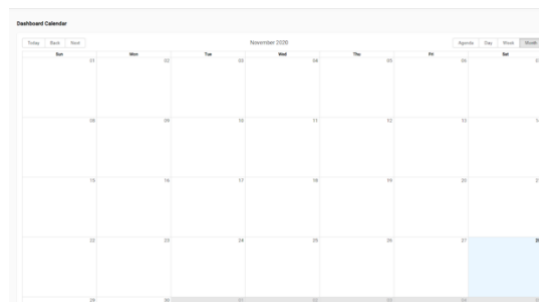 Dashboard Calendar
Today Back Next November 2020 Agenda Day Week Month
Sun Mon Tue Wed Thu Fri Sat
01 02 03 04 05 06
08 09 10 11 12 13
15 16 17 18 19 20
22 23 24 25 26 27
29 30